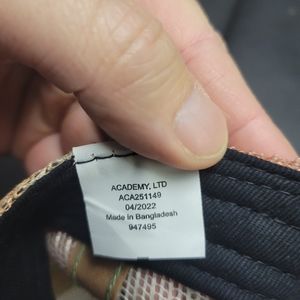 ACADEMY, LTD
ACA251149
04/2022
Made in Bangladesh
947495